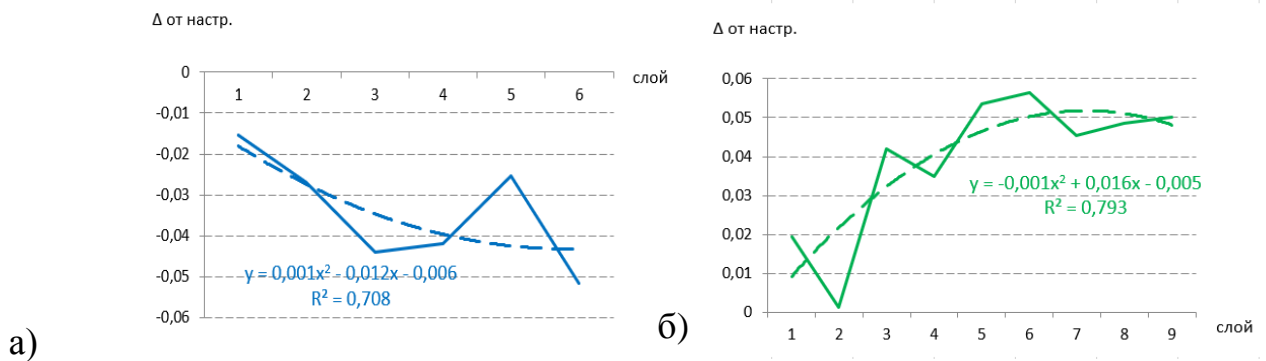 Δ от настр.
0
-0,01
-0,02
-0,03
-0,04
-0,05
-0,06
1 2 3 4 5 6
слой
y = 0,001x² - 0,012x - 0,006
R² = 0,708
а)
Δ от настр.
0,06
0,05
0,04
0,03
0,02
0,01
0
1 2 3 4 5 6 7 8 9
слой
y = -0,001x² + 0,016x - 0,005
R² = 0,793
б)